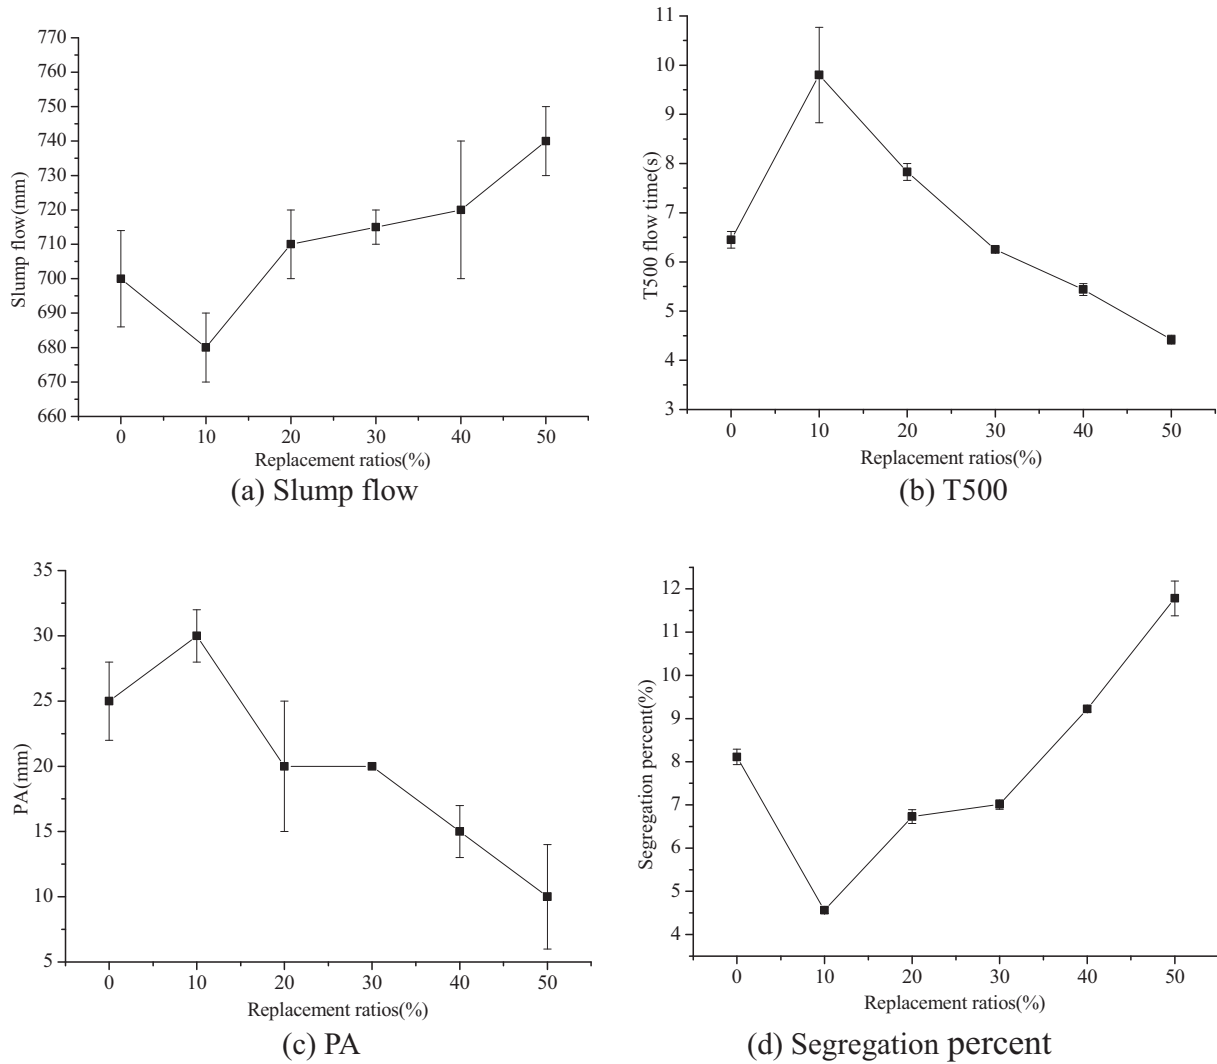 770
760
750
740
730
720
710
700
690
680
670
660
Slump flow(mm)
0 10 20 30 40 50
Replacement ratios(%)
(a) Slump flow
11
10
9
8
7
6
5
4
3
T500 flow time(s)
0 10 20 30 40 50
Replacement ratios(%)
(b) T500
35
30
25
20
15
10
5
PA(mm)
0 10 20 30 40 50
Replacement ratios(%)
(c) PA
12
11
10
9
8
7
6
5
4
Segregation percent(%)
0 10 20 30 40 50
Replacement ratios(%)
(d) Segregation percent